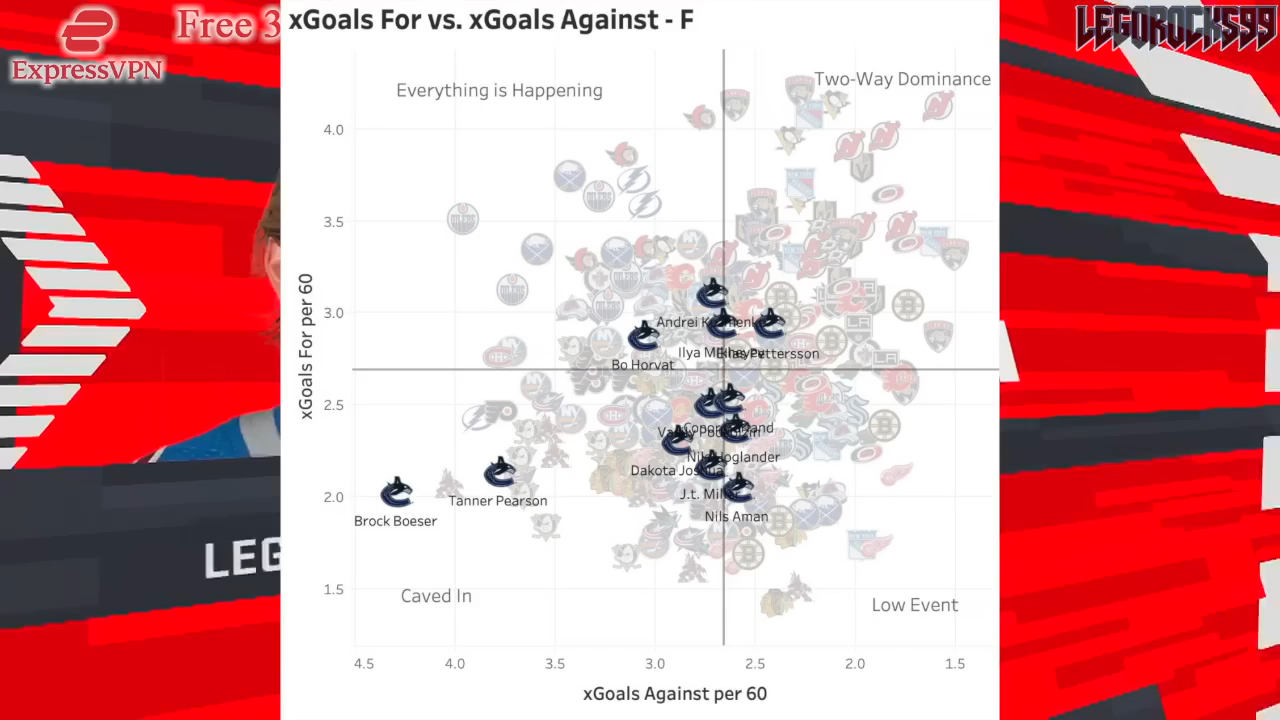 Free 3
ExpressVPN
LEGOROCKS99
xGoals For vs. xGoals Against - F
Everything is Happening
Two-Way Dominance
4.0
3.5
3.0
2.5
2.0
1.5
xGoals For per 60
Andrei
Ilya
Pettersson
Bo Horvat
Nils Hoglander
Dakota Joshua
J.t. Miller
Nils Aman
Tanner Pearson
Brock Boeser
LEG
Caved In
Low Event
4.5 4.0 3.5 3.0 2.5 2.0 1.5
xGoals Against per 60